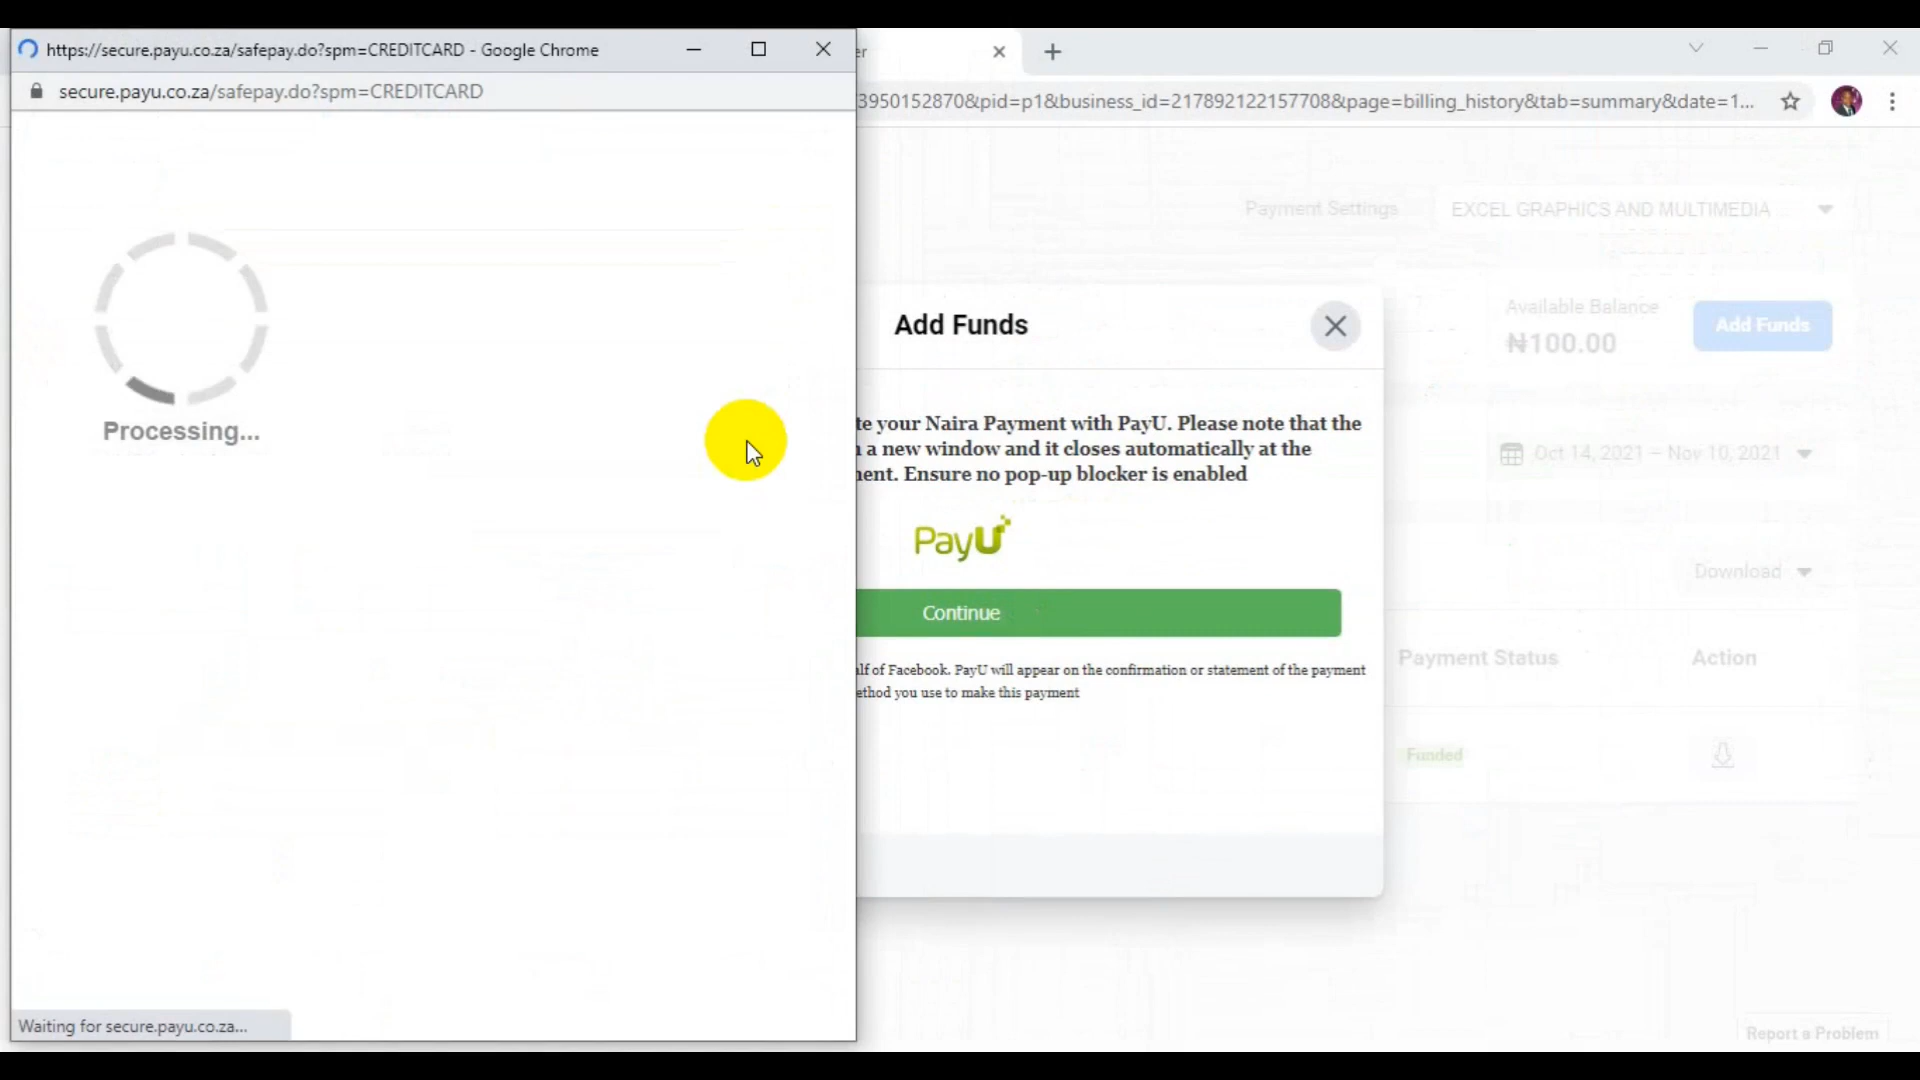 https://secure.payu.co.za/safepay.do?spm=CREDITCARD - Google Chrome
secure.payu.co.za/safepay.do?spm=CREDITCARD
3950152870&pid=p1&business_id=217892122157708&page=billing_history&tab=summary&date=1...
Payment Settings
EXCEL GRAPHICS AND MULTIMEDIA
Available Balance
₦100.00
Add Funds
Add Funds
Processing...
te your Naira Payment with PayU. Please note that the
a new window and it closes automatically at the
ent. Ensure no pop-up blocker is enabled
Oct 14, 2021 – Nov 10, 2021
PayU
Download
Continue
alf of Facebook. PayU will appear on the confirmation or statement of the payment
ethod you use to make this payment
Payment Status
Action
Funded
Waiting for secure.payu.co.za...
Report a Problem